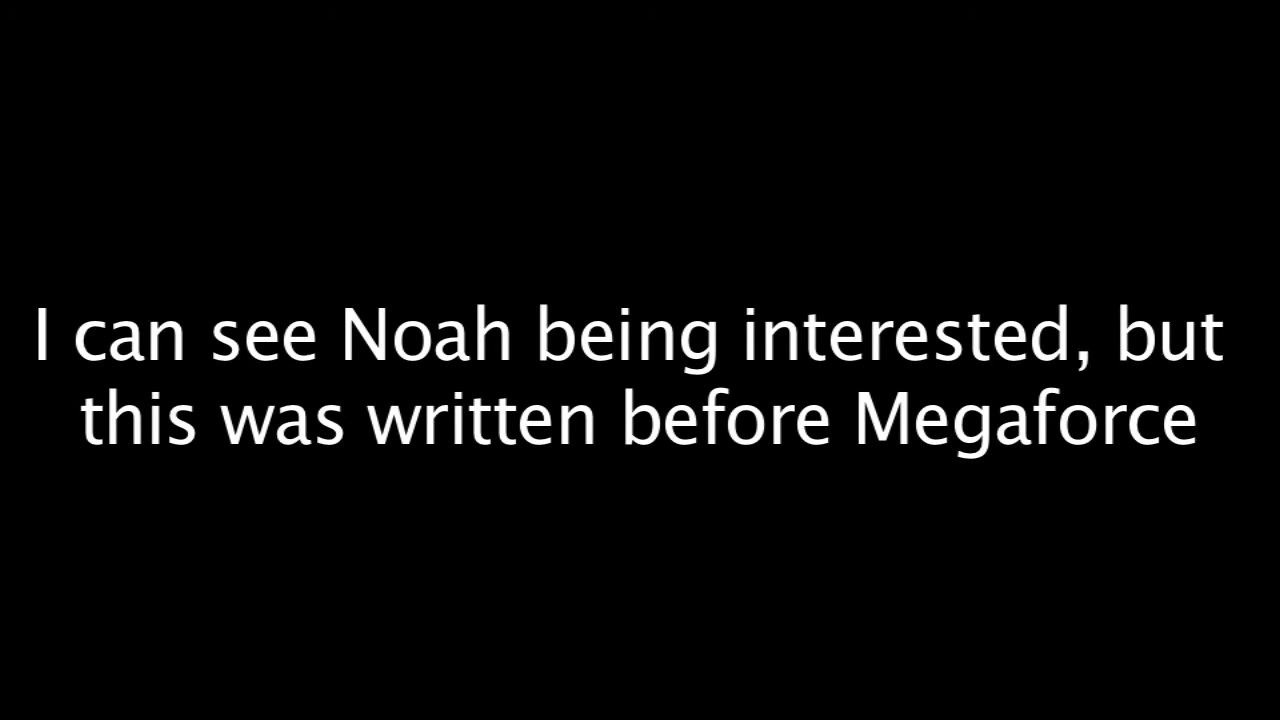 I can see Noah being interested, but
this was written before Megaforce